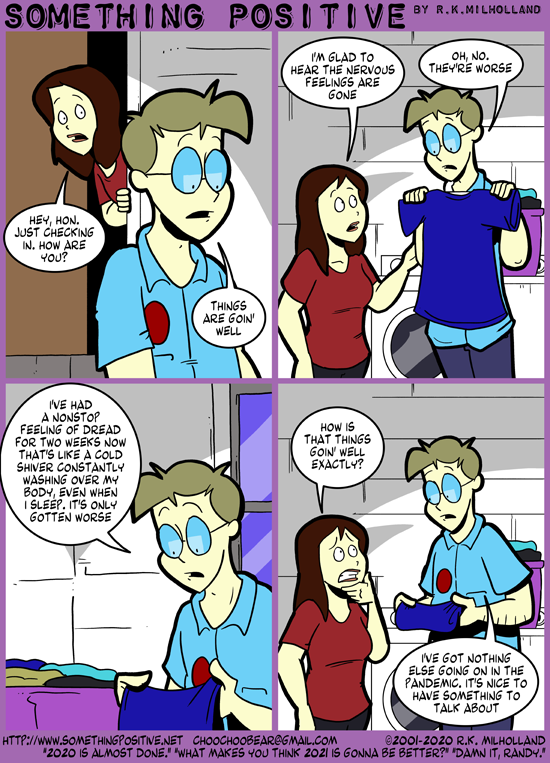 SOMETHING POSITIVE BY R.K.MILHOLLAND
HEY, HON.
JUST CHECKING
IN. HOW ARE
YOU?
THINGS
ARE GOIN'
WELL
I'M GLAD TO
HEAR THE NERVOUS
FEELINGS ARE
GONE
OH, NO.
THEY'RE WORSE
I'VE HAD
A NONSTOP
FEELING OF DREAD
FOR TWO WEEKS NOW
THAT'S LIKE A COLD
SHIVER CONSTANTLY
WASHING OVER MY
BODY, EVEN WHEN
I SLEEP. IT'S ONLY
GOTTEN WORSE
HOW IS
THAT THINGS
GOIN' WELL
EXACTLY?
I'VE GOT NOTHING
ELSE GOING ON IN THE
PANDEMIC. IT'S NICE TO
HAVE SOMETHING TO
TALK ABOUT
HTTP://WWW.SOMETHINGPOSITIVE.NET CHOOCHOOBEAR@GMAIL.COM ©2001-2020 R.K. MILHOLLAND
"2020 IS ALMOST DONE." "WHAT MAKES YOU THINK 2021 IS GONNA BE BETTER?" "DAMN IT, RANDY."